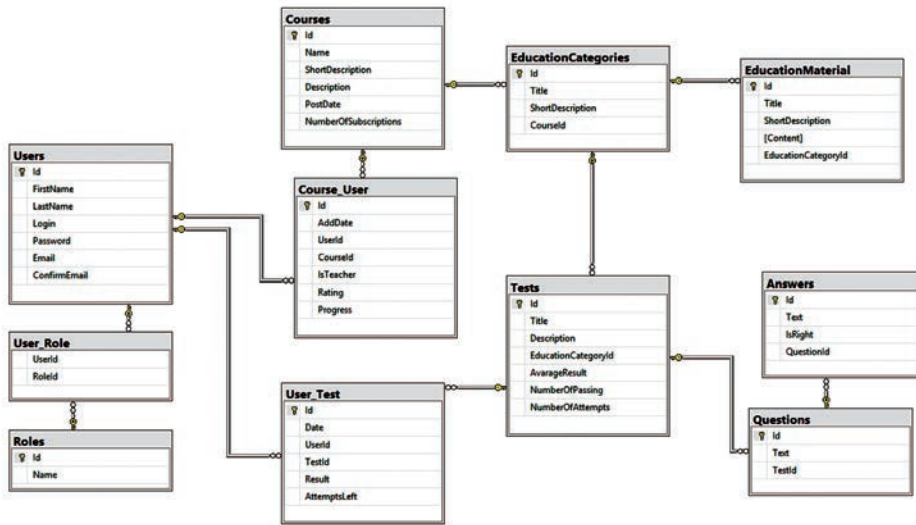 Courses
Id
Name
ShortDescription
Description
PostDate
NumberOfSubscriptions
EducationCategories
Id
Title
ShortDescription
CourseId
EducationMaterial
Id
Title
ShortDescription
[Content]
EducationCategoryId
Users
Id
FirstName
LastName
Login
Password
Email
ConfirmEmail
Course_User
Id
AddDate
UserId
CourseId
IsTeacher
Rating
Progress
Tests
Id
Title
Description
EducationCategoryId
AvarageResult
NumberOfPassing
NumberOfAttempts
Answers
Id
Text
IsRight
QuestionId
User_Role
UserId
RoleId
User_Test
Id
Date
UserId
TestId
Result
AttemptsLeft
Questions
Id
Text
TestId
Roles
Id
Name